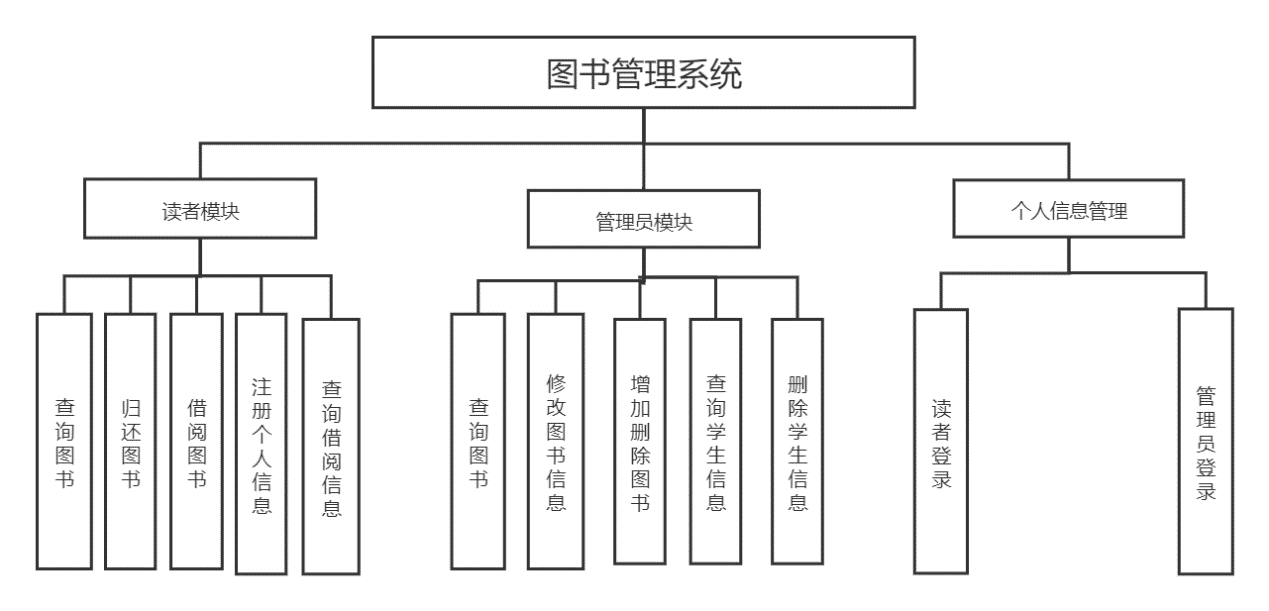 图书管理系统
读者模块
管理员模块
个人信息管理
查询图书
归还图书
借阅图书
注册个人信息
查询借阅信息
查询图书
修改图书信息
增加删除图书
查询学生信息
删除学生信息
读者登录
管理员登录